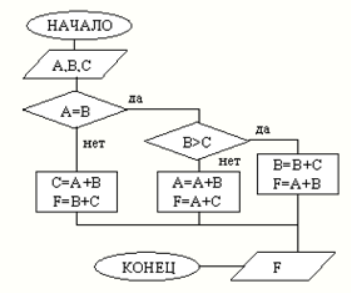 НАЧАЛО
A,B,C
A=B
да
нет
B>C
да
нет
C=A+B
F=B+C
A=A+B
F=A+C
B=B+C
F=A+B
КОНЕЦ
F